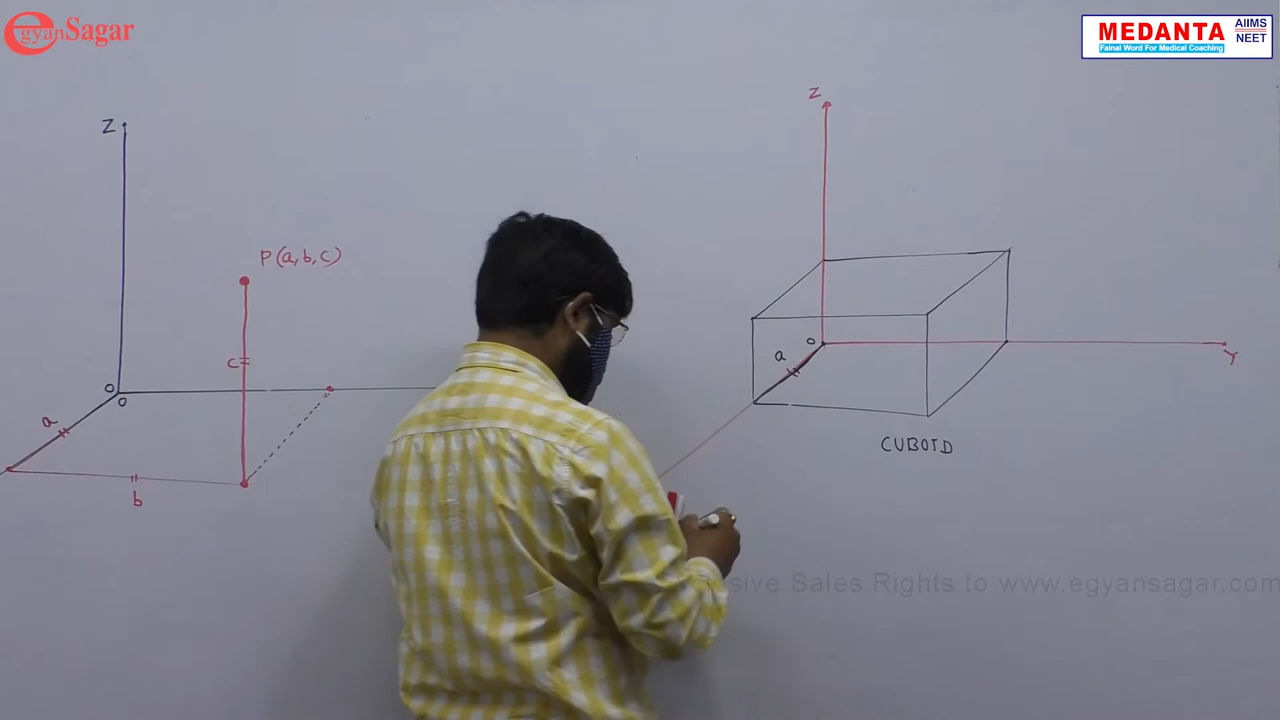 egyanSagar
MEDANTA
AIIMS
NEET
Fainal Word For Medical Coaching
Z
P(a,b,c)
c
O
O
a
b
Z
O
a
Y
CUBOID
sive Sales Rights to www.egyansagar.com